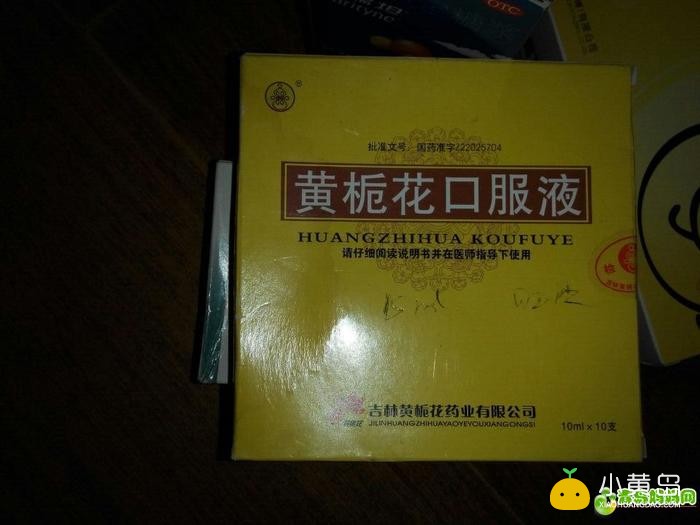 OTC
批准文号：国药准字Z22025704
黄栀花口服液
HUANGZHIHUA KOUFUYE
请仔细阅读说明书并在医师指导下使用
吉林黄栀花药业有限公司
JILINHUANGZHIHUAYAOYEYOUXIANGONGSI
10ml x 10支
小黄岛
XIAOHUANGDAO.COM